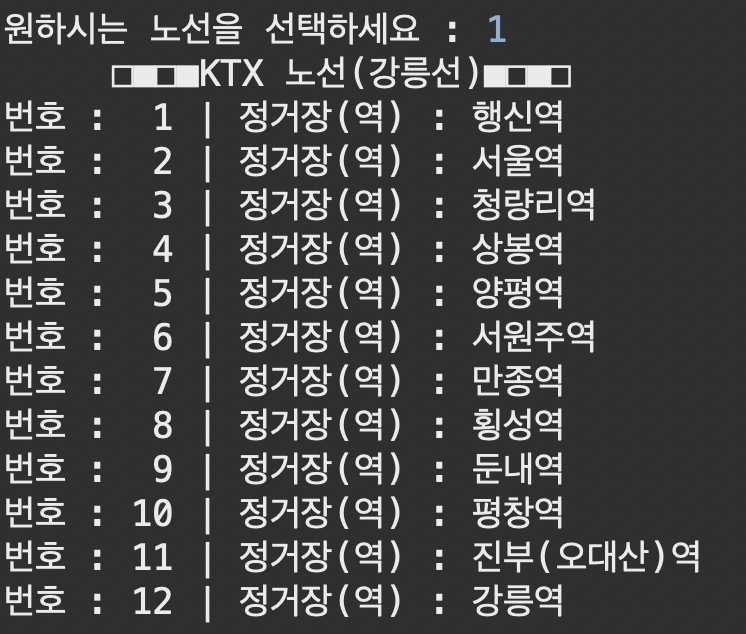 원하시는 노선을 선택하세요 : 1
□■□■KTX 노선(강릉선)■□■□
번호 :  1 | 정거장(역) : 행신역
번호 :  2 | 정거장(역) : 서울역
번호 :  3 | 정거장(역) : 청량리역
번호 :  4 | 정거장(역) : 상봉역
번호 :  5 | 정거장(역) : 양평역
번호 :  6 | 정거장(역) : 서원주역
번호 :  7 | 정거장(역) : 만종역
번호 :  8 | 정거장(역) : 횡성역
번호 :  9 | 정거장(역) : 둔내역
번호 : 10 | 정거장(역) : 평창역
번호 : 11 | 정거장(역) : 진부(오대산)역
번호 : 12 | 정거장(역) : 강릉역